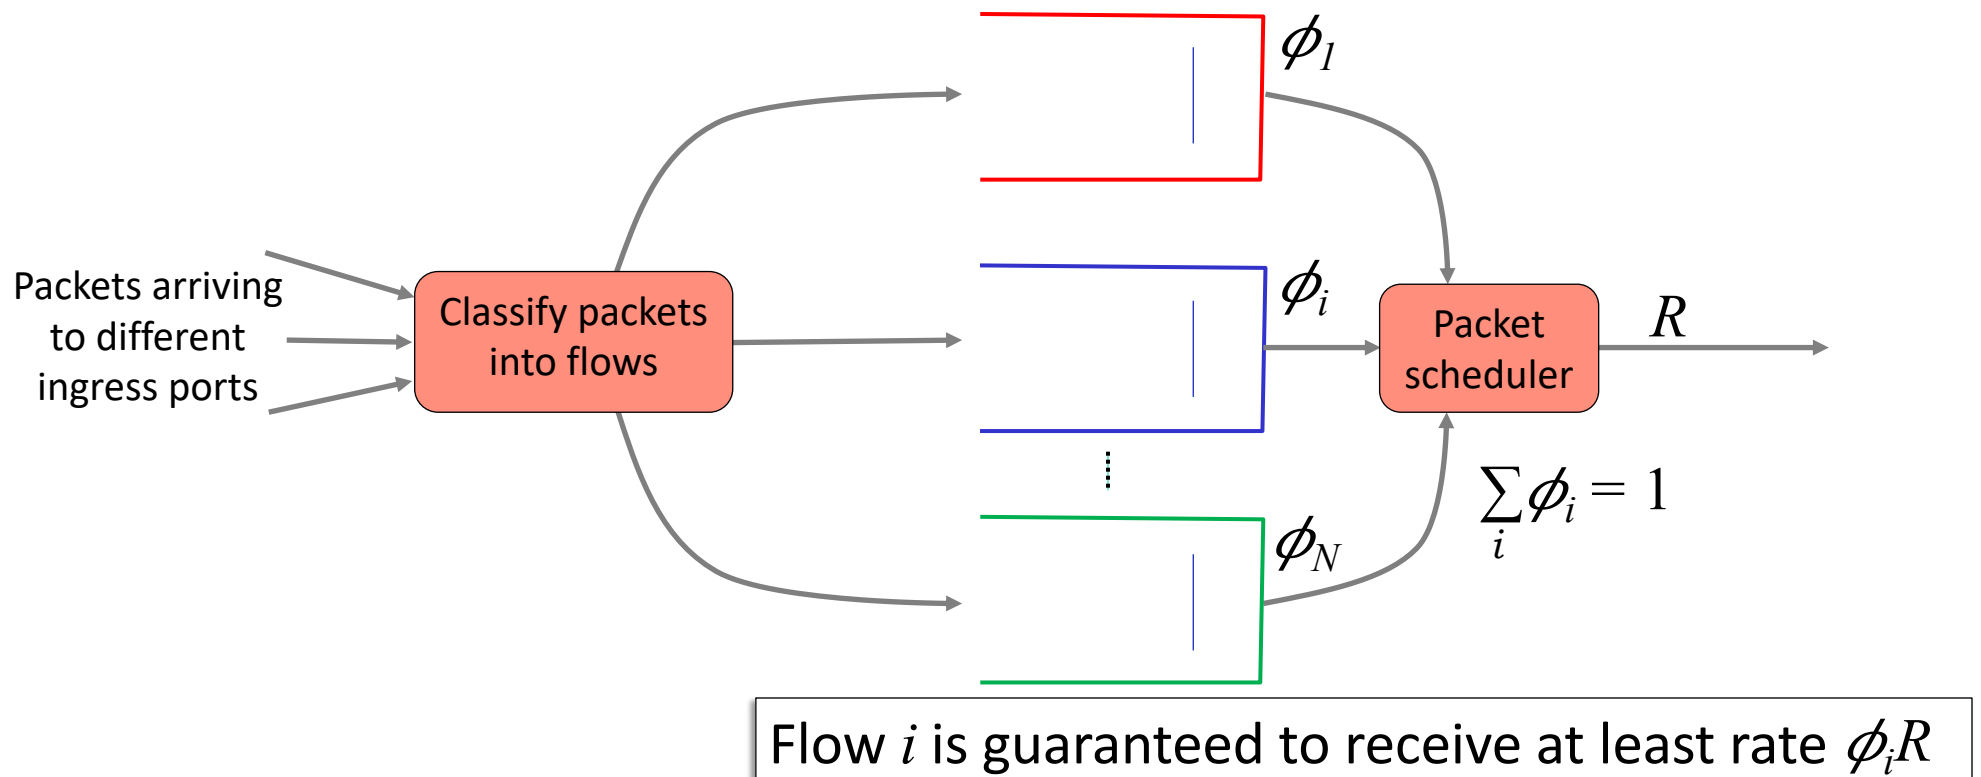 Packets arriving
to different
ingress ports
Classify packets
into flows
ϕ₁
ϕᵢ
ϕ_N
Packet
scheduler
R
∑ᵢ ϕᵢ = 1
Flow i is guaranteed to receive at least rate ϕᵢR